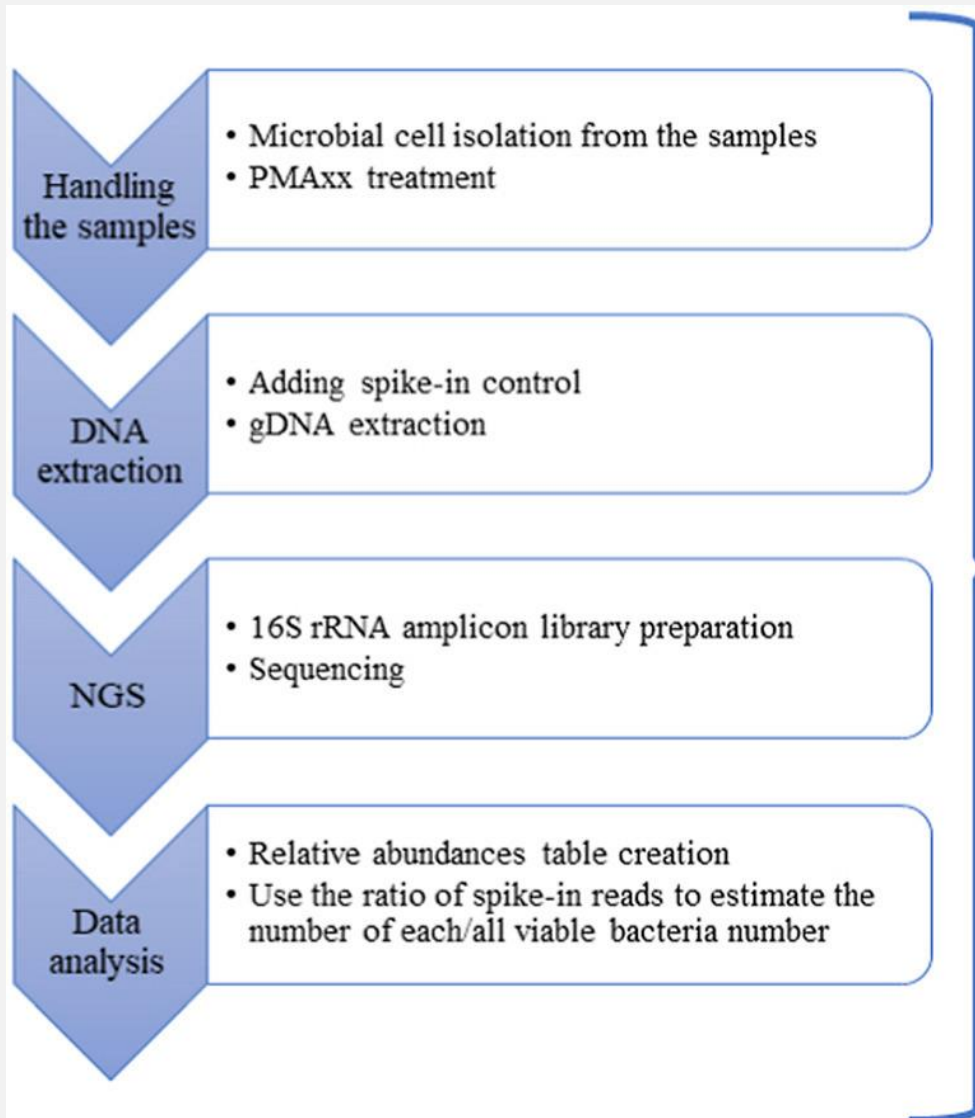 Handling
the samples
• Microbial cell isolation from the samples
• PMAxx treatment
DNA
extraction
• Adding spike-in control
• gDNA extraction
NGS
• 16S rRNA amplicon library preparation
• Sequencing
Data
analysis
• Relative abundances table creation
• Use the ratio of spike-in reads to estimate the
number of each/all viable bacteria number